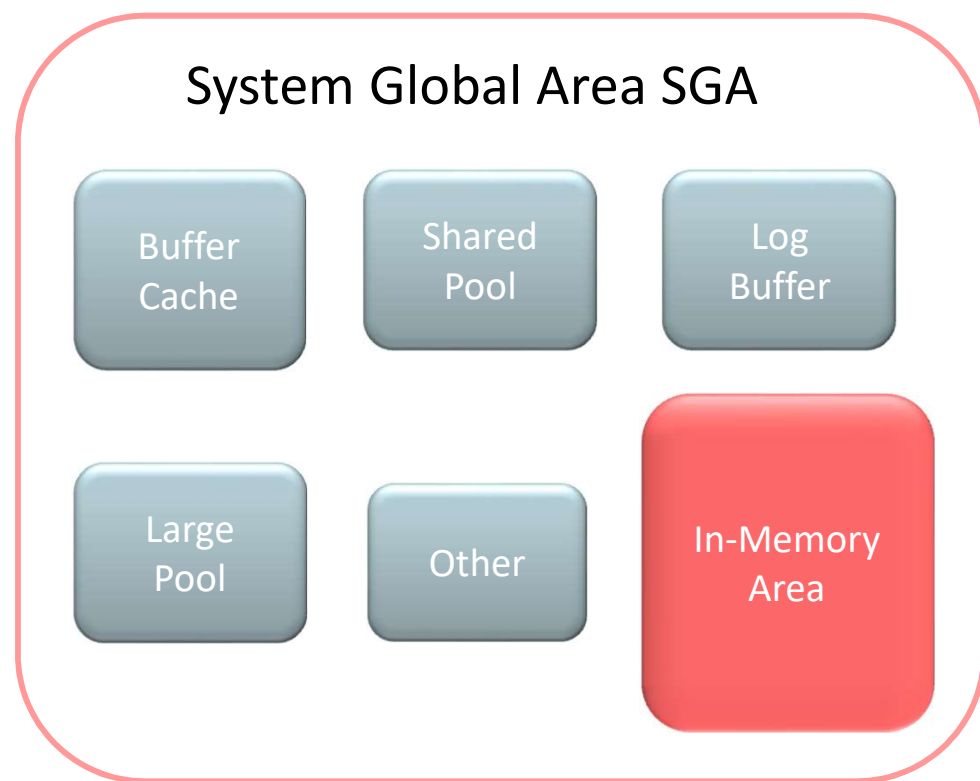 System Global Area SGA
Buffer
Cache
Shared
Pool
Log
Buffer
Large
Pool
Other
In-Memory
Area